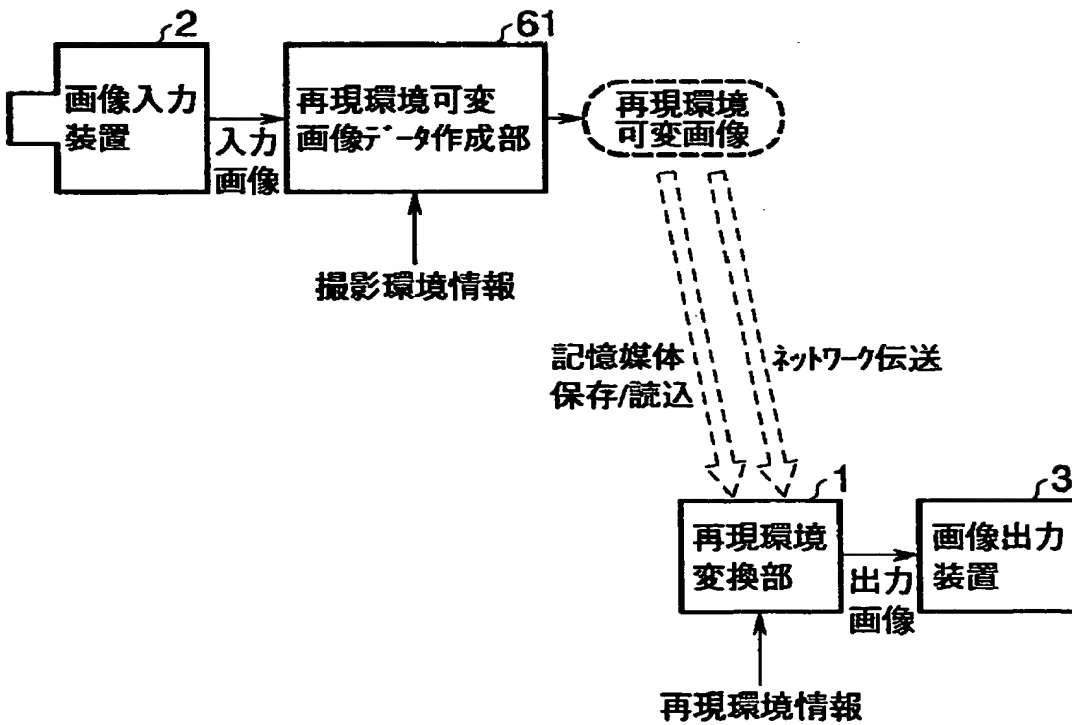 2
画像入力
装置
入力
画像
61
再現環境可変
画像データ作成部
再現環境
可変画像
撮影環境情報
記憶媒体
保存/読込
ネットワーク伝送
1
再現環境
変換部
出力
画像
3
画像出力
装置
再現環境情報